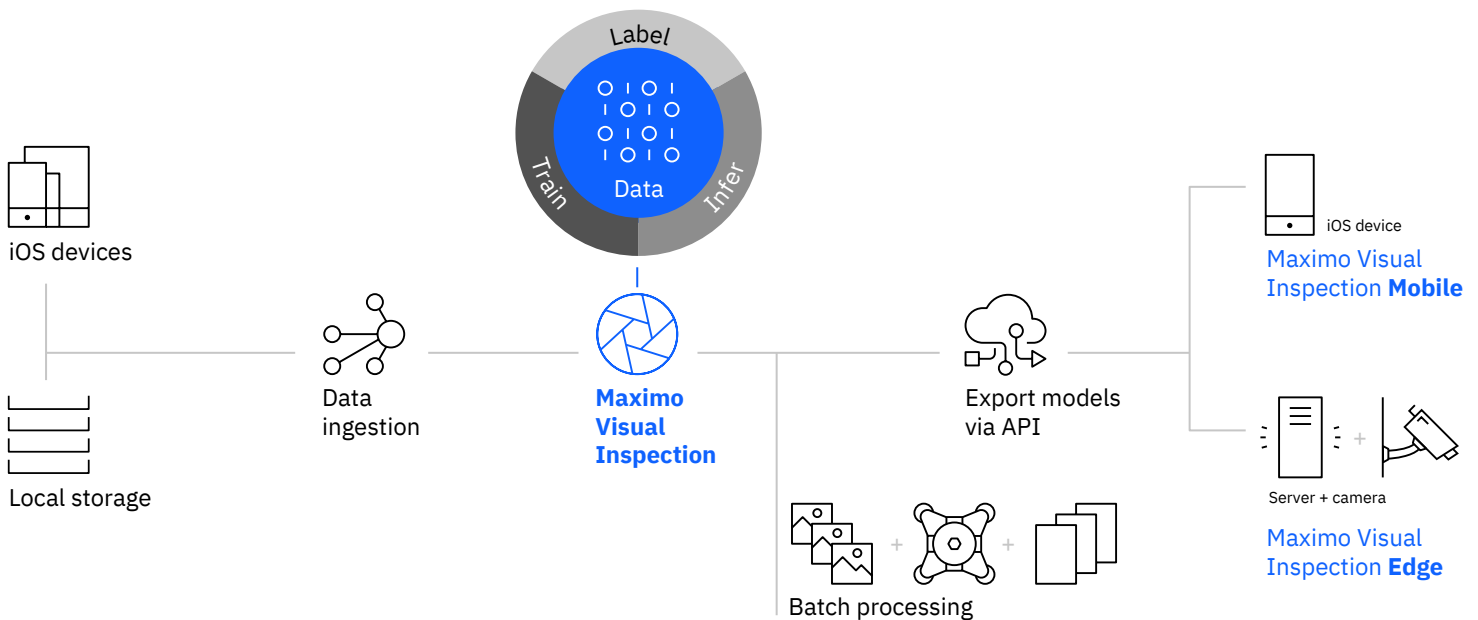 Label
Train
Infer
Data
iOS devices
Local storage
Data
ingestion
Maximo
Visual
Inspection
Export models
via API
Batch processing
iOS device
Maximo Visual
Inspection Mobile
Server + camera
Maximo Visual
Inspection Edge